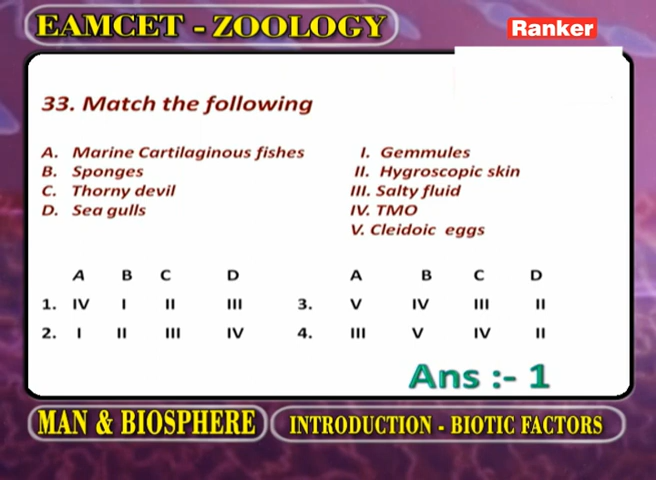 EAMCET - ZOOLOGY
Ranker
33. Match the following
A. Marine Cartilaginous fishes I. Gemmules
B. Sponges II. Hygroscopic skin
C. Thorny devil III. Salty fluid
D. Sea gulls IV. TMO
V. Cleidoic eggs
A B C D A B C D
1. IV I II III 3. V IV III II
2. I II III IV 4. III V IV II
Ans :- 1
MAN & BIOSPHERE INTRODUCTION - BIOTIC FACTORS